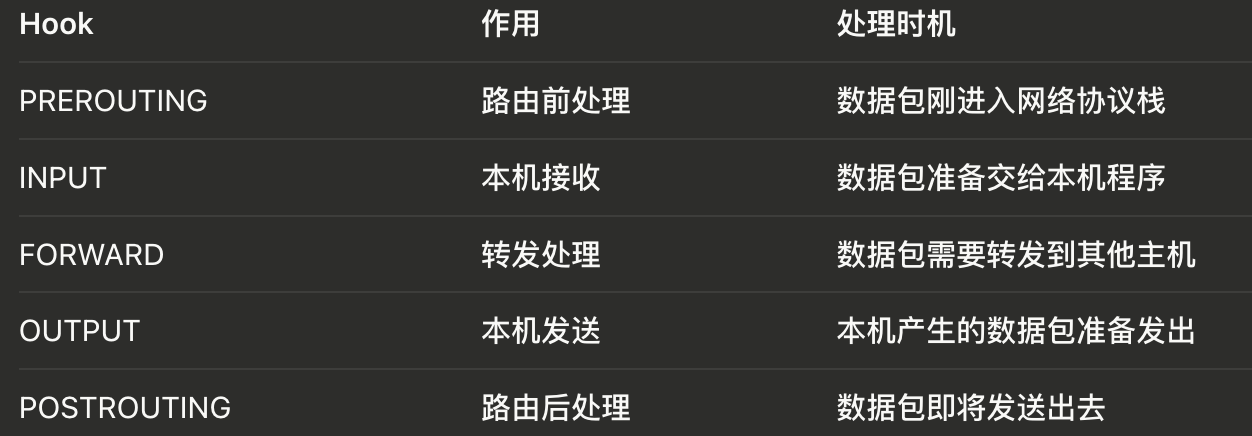 Hook 作用 处理时机
PREROUTING 路由前处理 数据包刚进入网络协议栈
INPUT 本机接收 数据包准备交给本机程序
FORWARD 转发处理 数据包需要转发到其他主机
OUTPUT 本机发送 本机产生的数据包准备发出
POSTROUTING 路由后处理 数据包即将发送出去